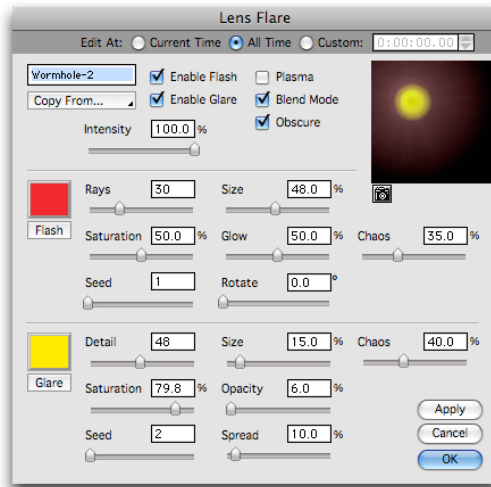 Lens Flare
Edit At: Current Time All Time Custom: 0:00:00.00
Wormhole-2 Enable Flash Plasma
Copy From... Enable Glare Blend Mode
Obscure
Intensity 100.0 %
Rays 30 Size 48.0 %
Flash
Saturation 50.0 % Glow 50.0 % Chaos 35.0 %
Seed 1 Rotate 0.0 °
Detail 48 Size 15.0 % Chaos 40.0 %
Glare
Saturation 79.8 % Opacity 6.0 %
Apply
Seed 2 Spread 10.0 % Cancel
OK